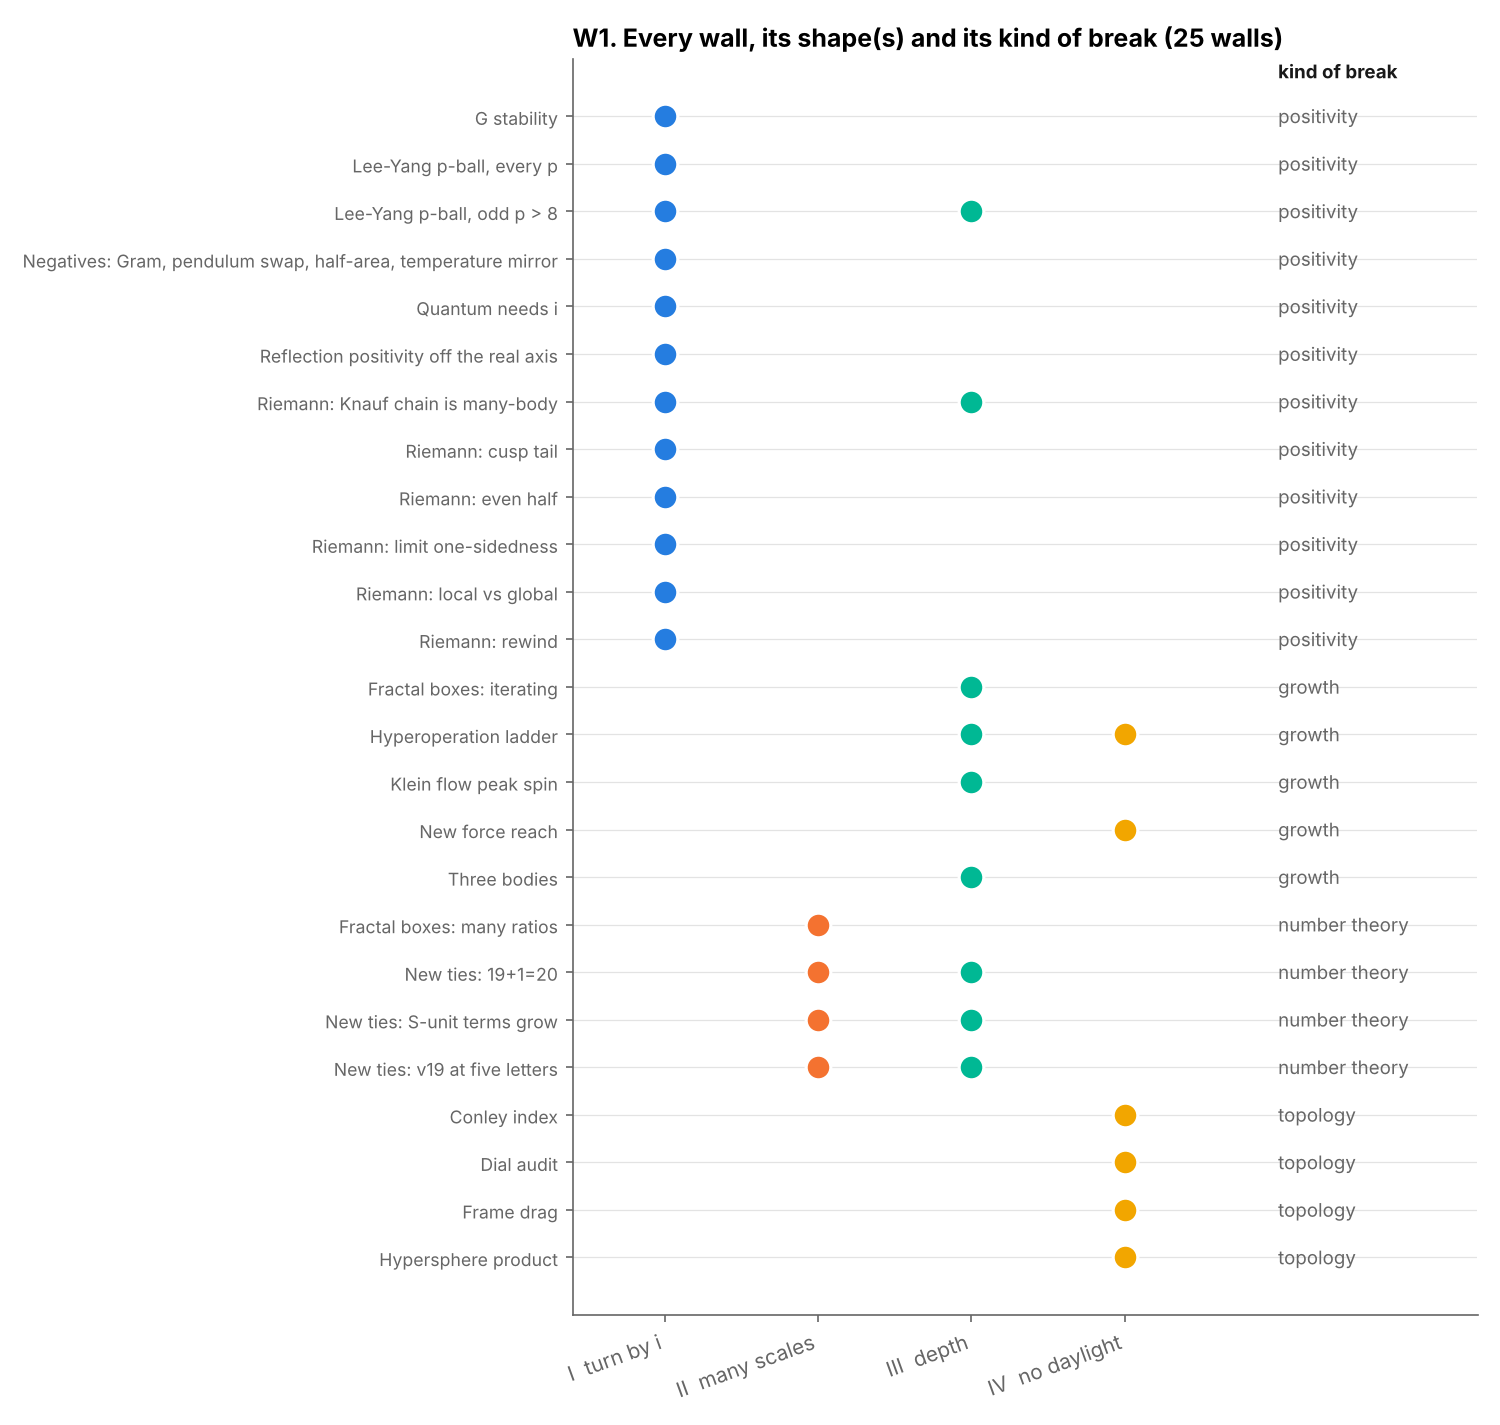 W1. Every wall, its shape(s) and its kind of break (25 walls)
kind of break
G stability positivity
Lee-Yang p-ball, every p positivity
Lee-Yang p-ball, odd p > 8 positivity
Negatives: Gram, pendulum swap, half-area, temperature mirror positivity
Quantum needs i positivity
Reflection positivity off the real axis positivity
Riemann: Knauf chain is many-body positivity
Riemann: cusp tail positivity
Riemann: even half positivity
Riemann: limit one-sidedness positivity
Riemann: local vs global positivity
Riemann: rewind positivity
Fractal boxes: iterating growth
Hyperoperation ladder growth
Klein flow peak spin growth
New force reach growth
Three bodies growth
Fractal boxes: many ratios number theory
New ties: 19+1=20 number theory
New ties: S-unit terms grow number theory
New ties: v19 at five letters number theory
Conley index topology
Dial audit topology
Frame drag topology
Hypersphere product topology
I turn by i
II many scales
III depth
IV no daylight